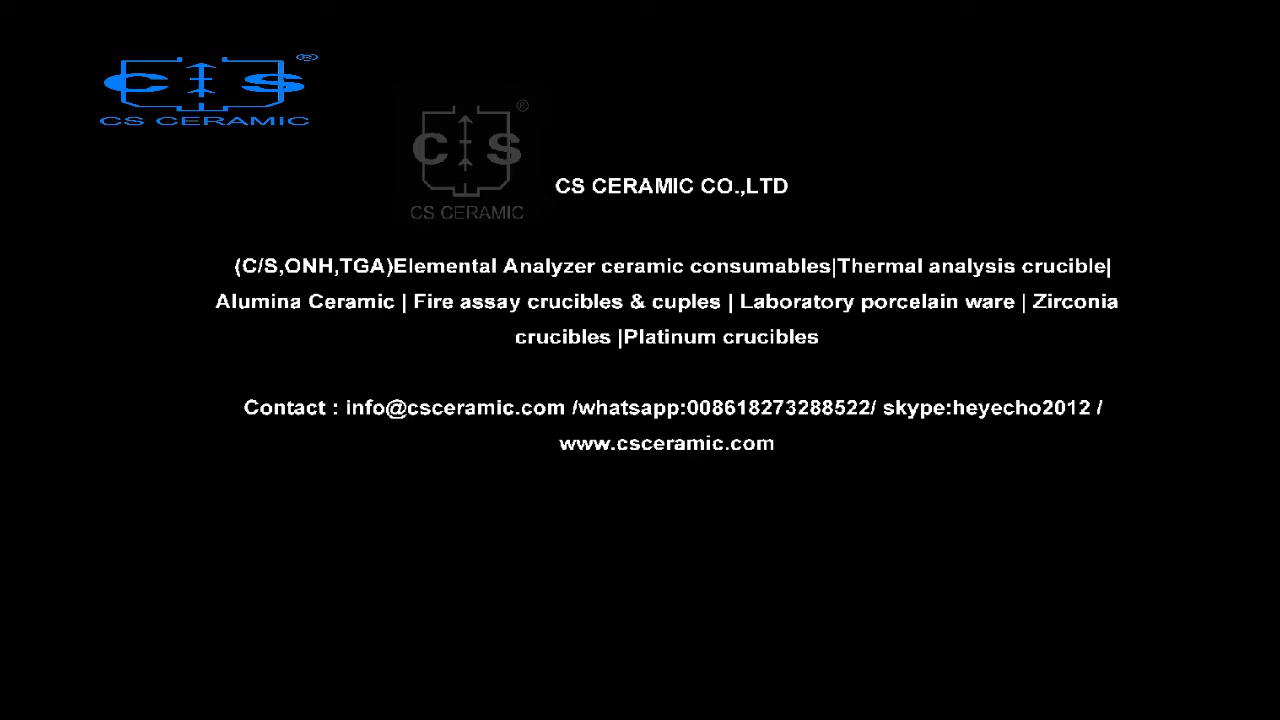 C S ®
CS CERAMIC
C S ®
CS CERAMIC
CS CERAMIC CO.,LTD
(C/S,ONH,TGA)Elemental Analyzer ceramic consumables|Thermal analysis crucible|
Alumina Ceramic | Fire assay crucibles & cuples | Laboratory porcelain ware | Zirconia
crucibles |Platinum crucibles
Contact : info@csceramic.com /whatsapp:008618273288522/ skype:heyecho2012 /
www.csceramic.com